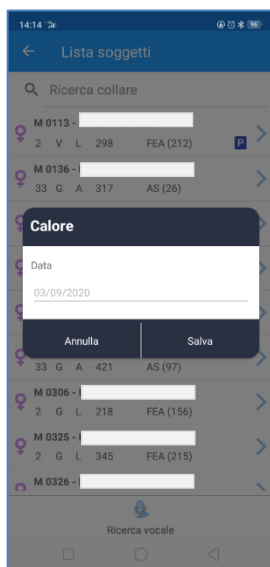 14:14
96
Lista soggetti
Ricerca collare
M 0113 -
2 V L 298 FEA (212) P
M 0136 -
33 G A 317 AS (26)
Calore
Data
03/09/2020
Annulla Salva
33 G A 421 AS (97)
M 0306 -
2 G L 218 FEA (156)
M 0325 -
2 G L 345 FEA (215)
M 0326 -
Ricerca vocale